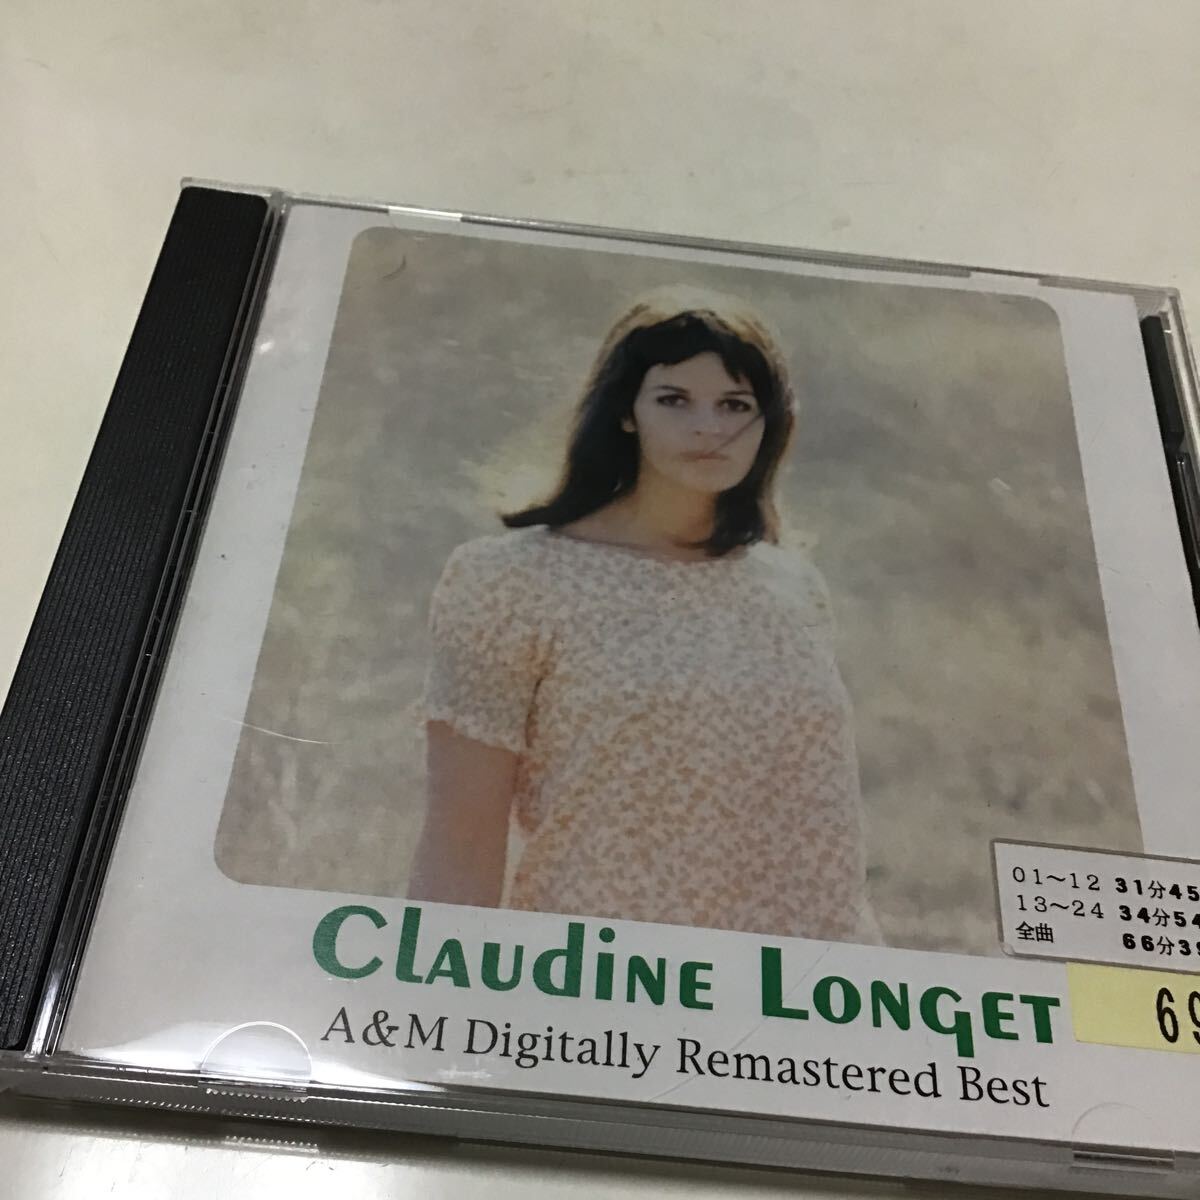 01〜12 31分45
13〜24 34分54
全曲 66分39
69
CLAUDINE LONGET
A&M Digitally Remastered Best